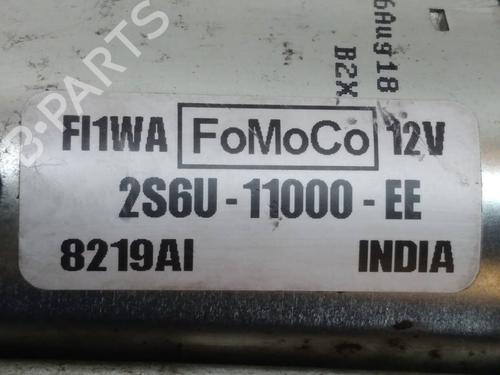 6Aug18
B2X
FI1WA FoMoCo 12V
2S6U-11000-EE
8219AI INDIA
B-PARTS